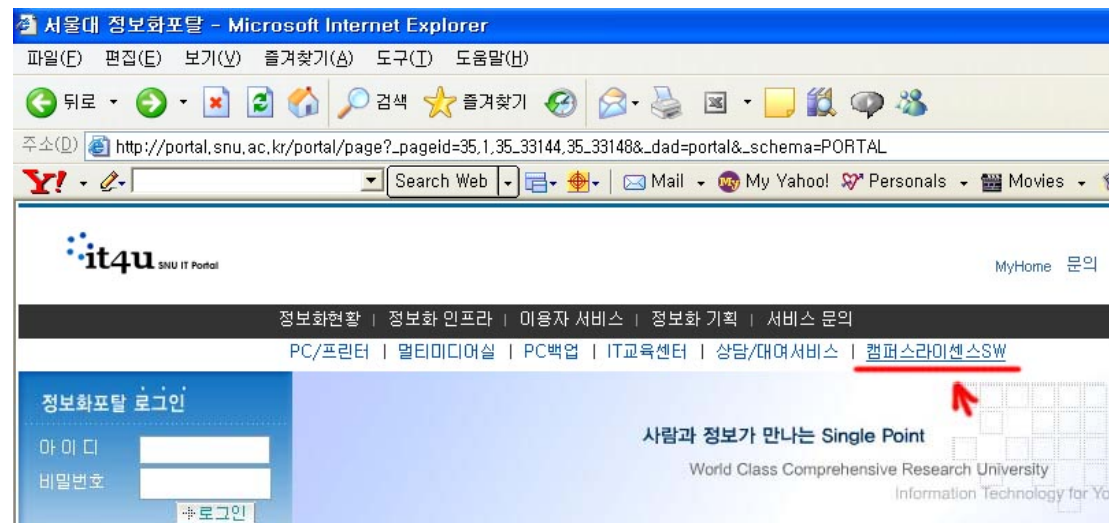 서울대 정보화포탈 - Microsoft Internet Explorer
파일(F) 편집(E) 보기(V) 즐겨찾기(A) 도구(T) 도움말(H)
뒤로 검색 즐겨찾기
주소(D) http://portal.snu.ac.kr/portal/page?_pageid=35,1,35_33144,35_33148&_dad=portal&_schema=PORTAL
Y! Search Web Mail My Yahoo! Personals Movies
it4u SNU IT Portal
MyHome 문의
정보화현황 | 정보화 인프라 | 이용자 서비스 | 정보화 기획 | 서비스 문의
PC/프린터 | 멀티미디어실 | PC백업 | IT교육센터 | 상담/대여서비스 | 캠퍼스라이센스SW
정보화포탈 로그인
아이디
비밀번호
로그인
사람과 정보가 만나는 Single Point
World Class Comprehensive Research University
Information Technology for